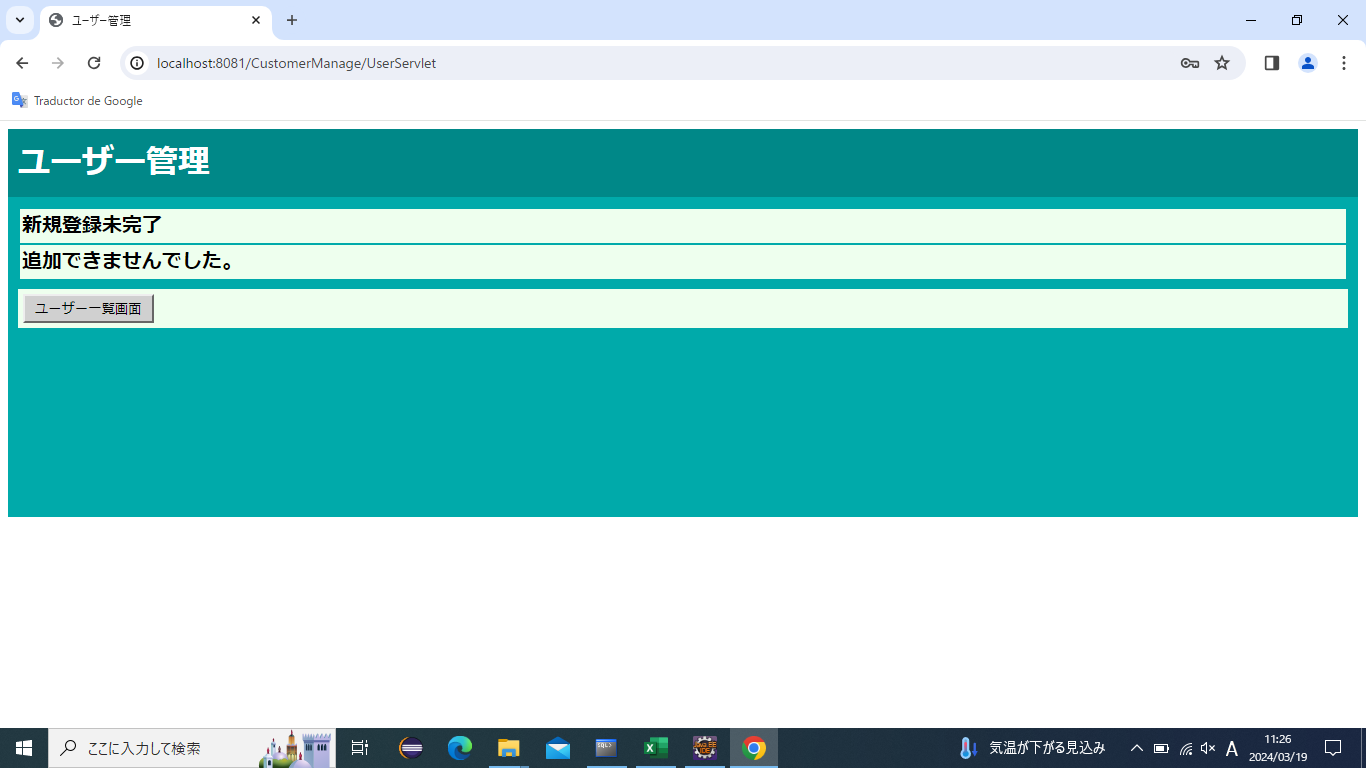 ユーザー管理
localhost:8081/CustomerManage/UserServlet
Traductor de Google
ユーザー管理
新規登録未完了
追加できませんでした。
ユーザー一覧画面
ここに入力して検索
気温が下がる見込み
A
11:26
2024/03/19